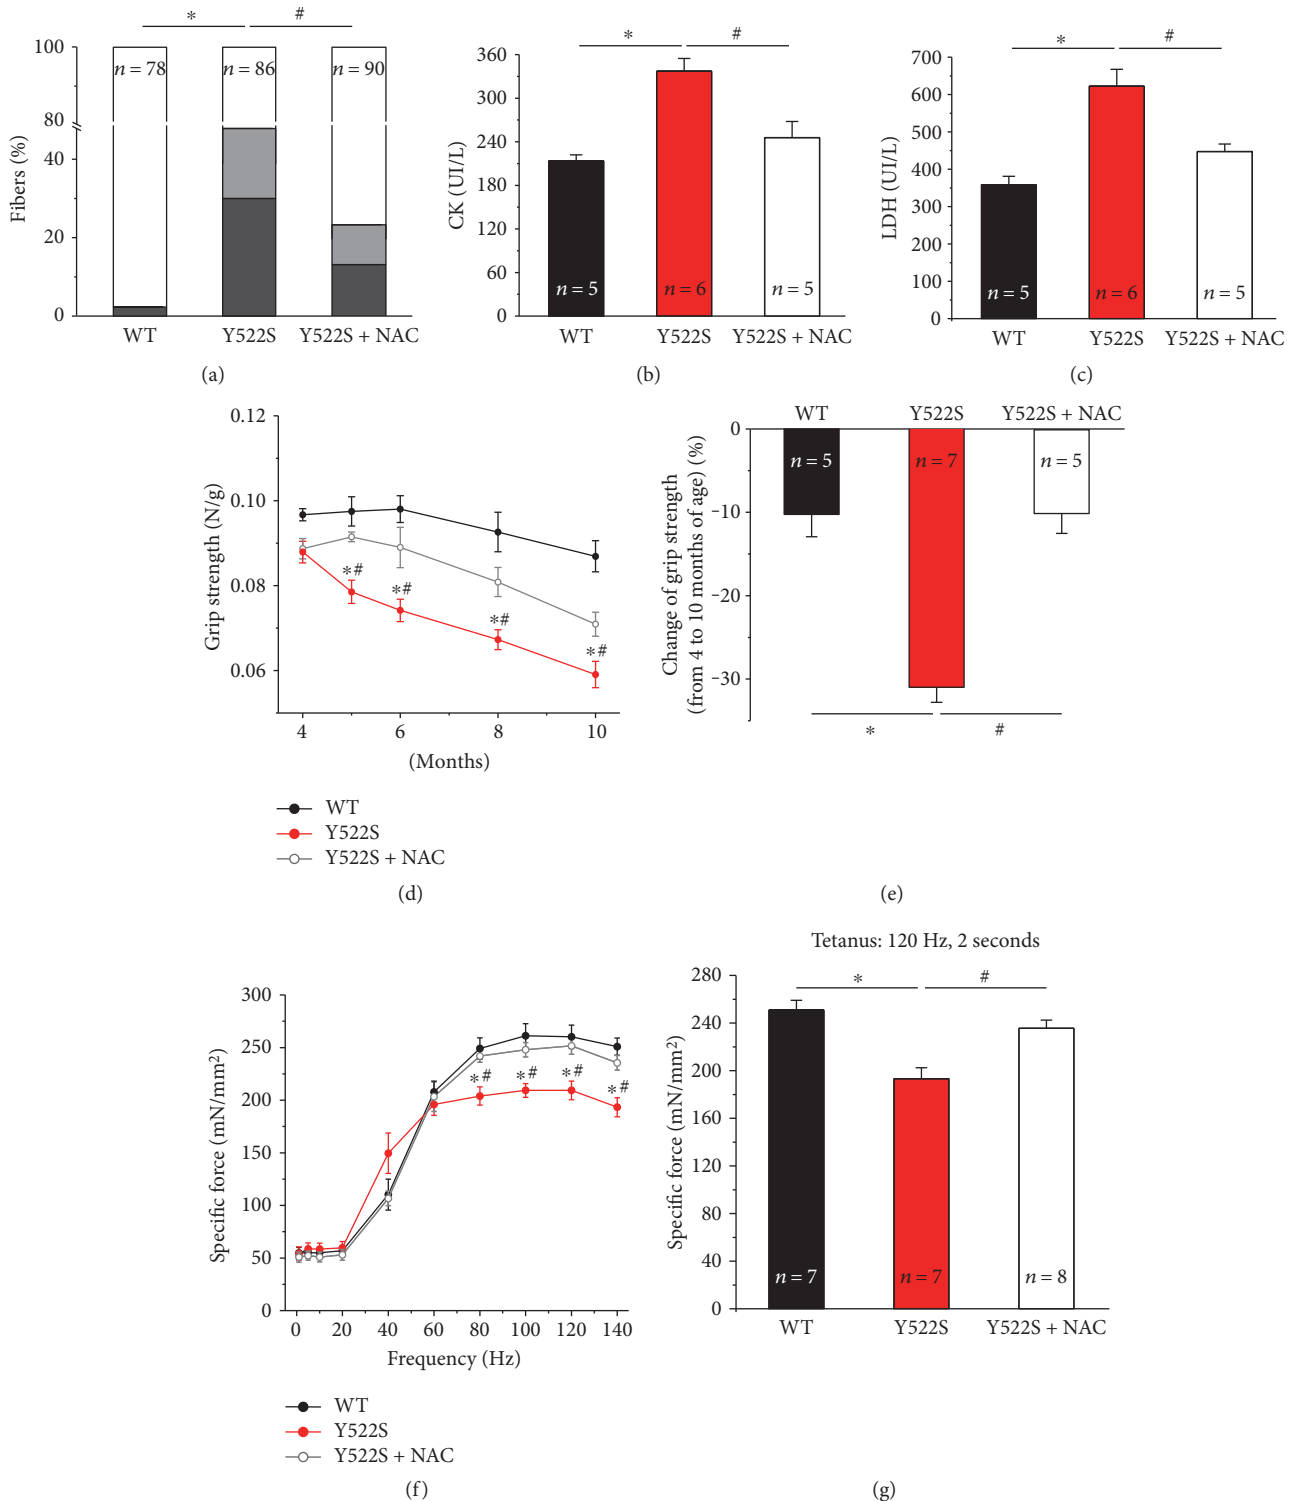 * #
100
n = 78
n = 86
n = 90
80
40
20
0
Fibers (%)
WT
Y522S
Y522S + NAC
(a)
* #
360
300
240
180
120
60
0
CK (UI/L)
n = 5
n = 6
n = 5
WT
Y522S
Y522S + NAC
(b)
* #
700
600
500
400
300
200
100
0
LDH (UI/L)
n = 5
n = 6
n = 5
WT
Y522S
Y522S + NAC
(c)
0.12
0.10
0.08
0.06
Grip strength (N/g)
*#
*#
*#
*#
4
6
8
10
(Months)
WT
Y522S
Y522S + NAC
(d)
WT
Y522S
Y522S + NAC
0
−10
−20
−30
Change of grip strength
(from 4 to 10 months of age) (%)
n = 5
n = 7
n = 5
* #
(e)
300
250
200
150
100
50
0
Specific force (mN/mm²)
*#
*#
*#
*#
0
20
40
60
80
100
120
140
Frequency (Hz)
WT
Y522S
Y522S + NAC
(f)
Tetanus: 120 Hz, 2 seconds
* #
280
240
200
160
120
80
40
0
Specific force (mN/mm²)
n = 7
n = 7
n = 8
WT
Y522S
Y522S + NAC
(g)